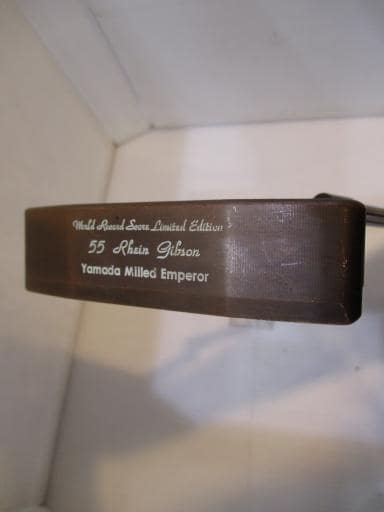 World Record Score Limited Edition
55 Rhein Gibson
Yamada Milled Emperor